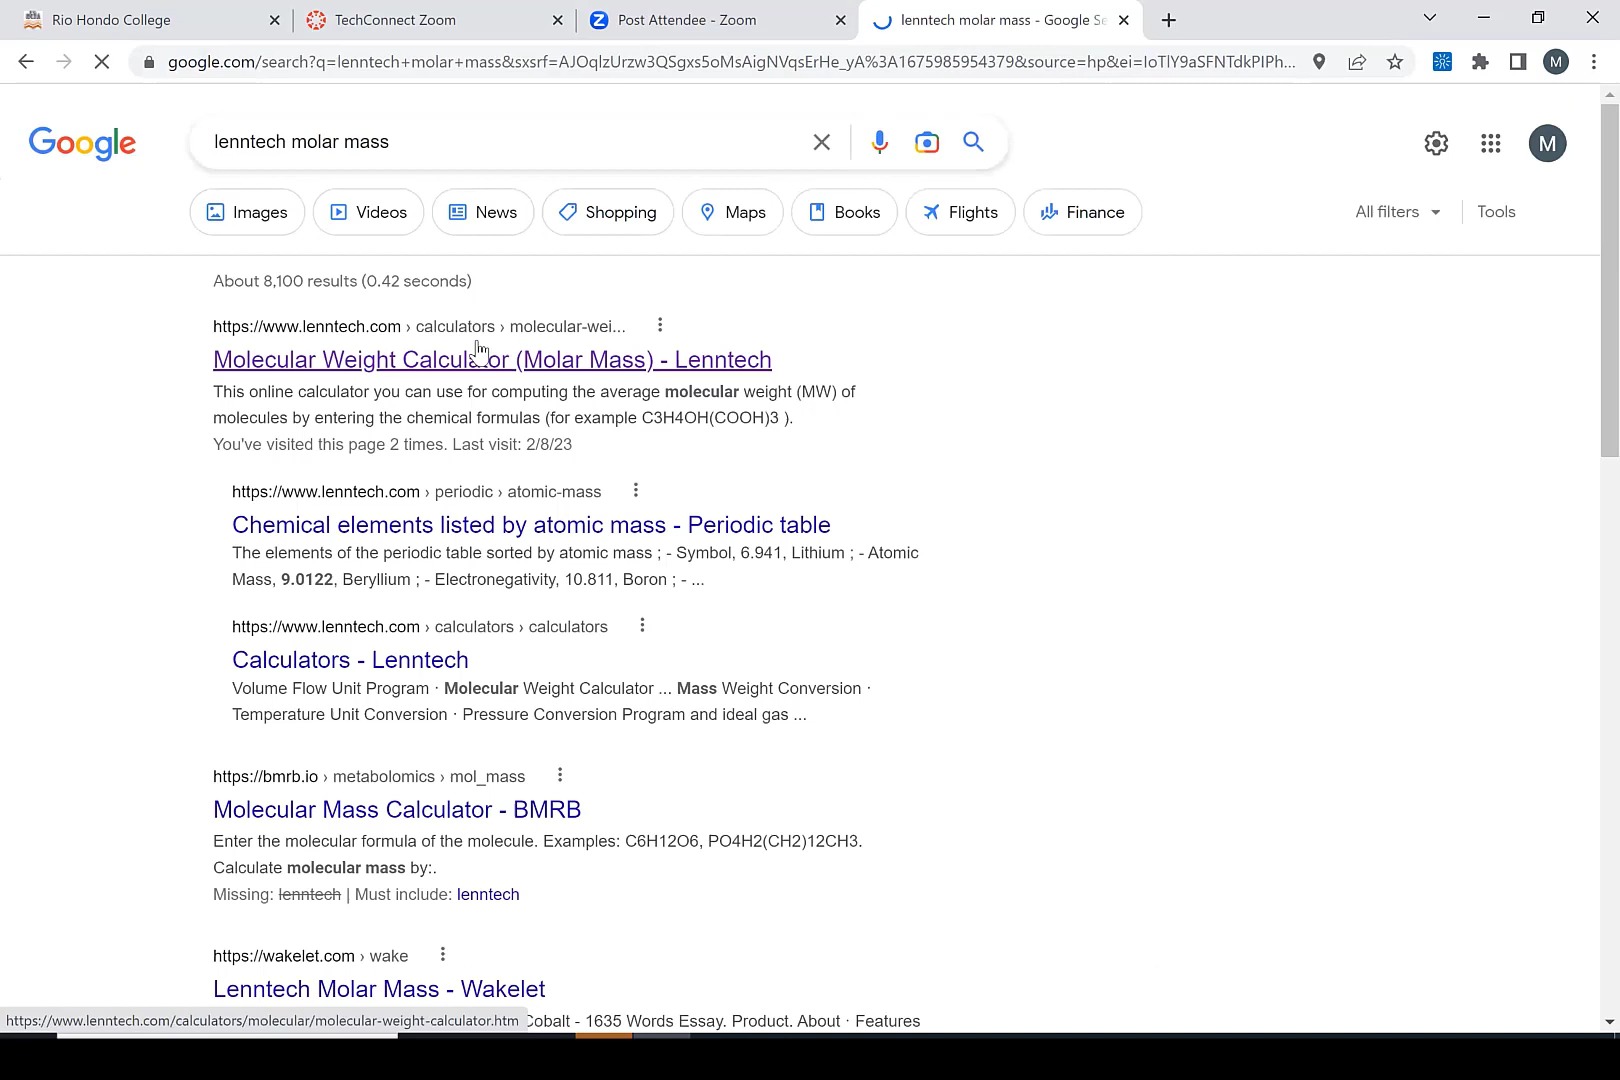 Rio Hondo College
TechConnect Zoom
Post Attendee - Zoom
lenntech molar mass - Google Se
google.com/search?q=lenntech+molar+mass&sxsrf=AJOqlzUrzw3QSgxs5oMsAigNVqsErHe_yA%3A1675985954379&source=hp&ei=IoTlY9aSFNTdkPIPh...
M
Google
lenntech molar mass
M
Images
Videos
News
Shopping
Maps
Books
Flights
Finance
All filters
Tools
About 8,100 results (0.42 seconds)
https://www.lenntech.com › calculators › molecular-wei...
Molecular Weight Calculator (Molar Mass) - Lenntech
This online calculator you can use for computing the average molecular weight (MW) of
molecules by entering the chemical formulas (for example C3H4OH(COOH)3 ).
You've visited this page 2 times. Last visit: 2/8/23
https://www.lenntech.com › periodic › atomic-mass
Chemical elements listed by atomic mass - Periodic table
The elements of the periodic table sorted by atomic mass ; - Symbol, 6.941, Lithium ; - Atomic
Mass, 9.0122, Beryllium ; - Electronegativity, 10.811, Boron ; - ...
https://www.lenntech.com › calculators › calculators
Calculators - Lenntech
Volume Flow Unit Program · Molecular Weight Calculator ... Mass Weight Conversion ·
Temperature Unit Conversion · Pressure Conversion Program and ideal gas ...
https://bmrb.io › metabolomics › mol_mass
Molecular Mass Calculator - BMRB
Enter the molecular formula of the molecule. Examples: C6H12O6, PO4H2(CH2)12CH3.
Calculate molecular mass by:.
Missing: lenntech | Must include: lenntech
https://wakelet.com › wake
Lenntech Molar Mass - Wakelet
https://www.lenntech.com/calculators/molecular/molecular-weight-calculator.htm
Cobalt - 1635 Words Essay. Product. About · Features